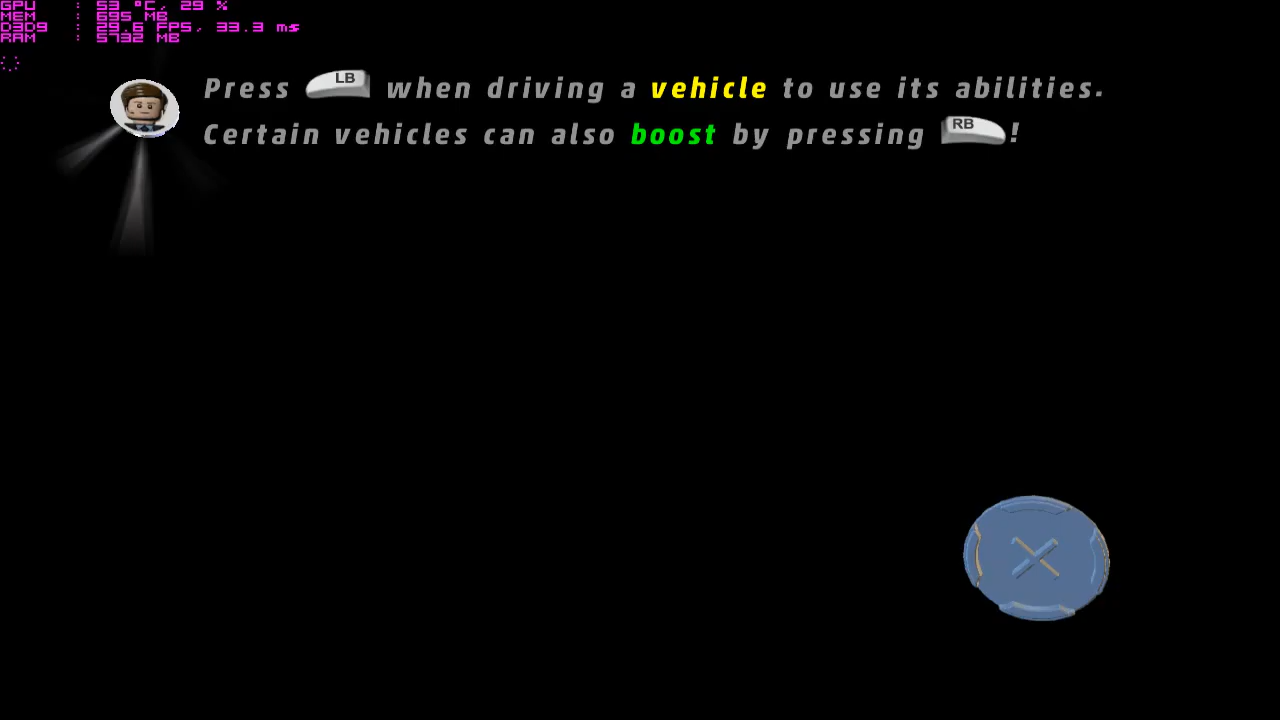 GPU : 53 °C, 29 %
MEM : 695 MB
D3D9 : 29.6 FPS, 33.3 ms
RAM : 5732 MB
Press LB when driving a vehicle to use its abilities.
Certain vehicles can also boost by pressing RB!